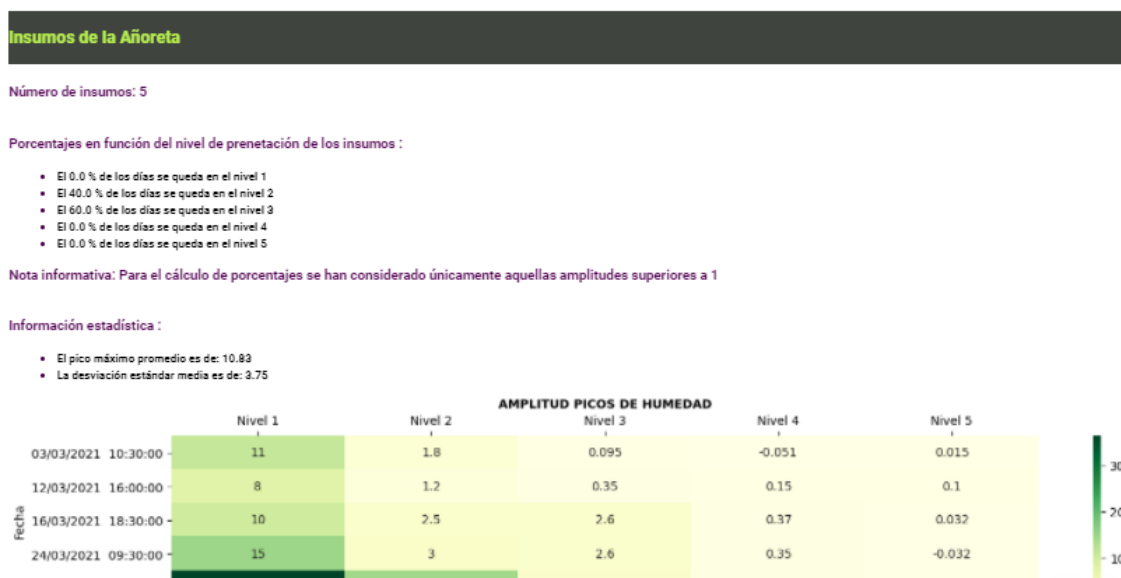 Insumos de la Añoreta
Número de insumos: 5
Porcentajes en función del nivel de prenetación de los insumos :
• El 0.0 % de los días se queda en el nivel 1
• El 40.0 % de los días se queda en el nivel 2
• El 60.0 % de los días se queda en el nivel 3
• El 0.0 % de los días se queda en el nivel 4
• El 0.0 % de los días se queda en el nivel 5
Nota informativa: Para el cálculo de porcentajes se han considerado únicamente aquellas amplitudes superiores a 1
Información estadística :
• El pico máximo promedio es de: 10.83
• La desviación estándar media es de: 3.75
AMPLITUD PICOS DE HUMEDAD
Nivel 1 Nivel 2 Nivel 3 Nivel 4 Nivel 5
03/03/2021 10:30:00 11 1.8 0.095 -0.051 0.015
12/03/2021 16:00:00 8 1.2 0.35 0.15 0.1
16/03/2021 18:30:00 10 2.5 2.6 0.37 0.032
24/03/2021 09:30:00 15 3 2.6 0.35 -0.032
Fecha
30
20
10